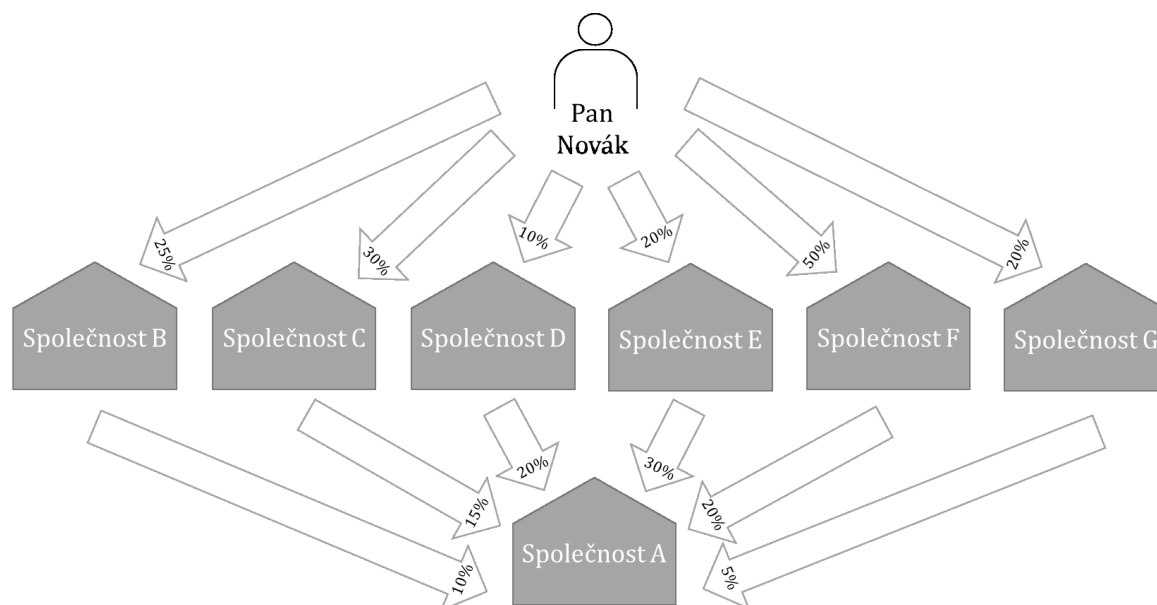 Pan
Novák
25%
30%
10%
20%
50%
20%
Společnost B
Společnost C
Společnost D
Společnost E
Společnost F
Společnost G
10%
15%
20%
30%
20%
5%
Společnost A